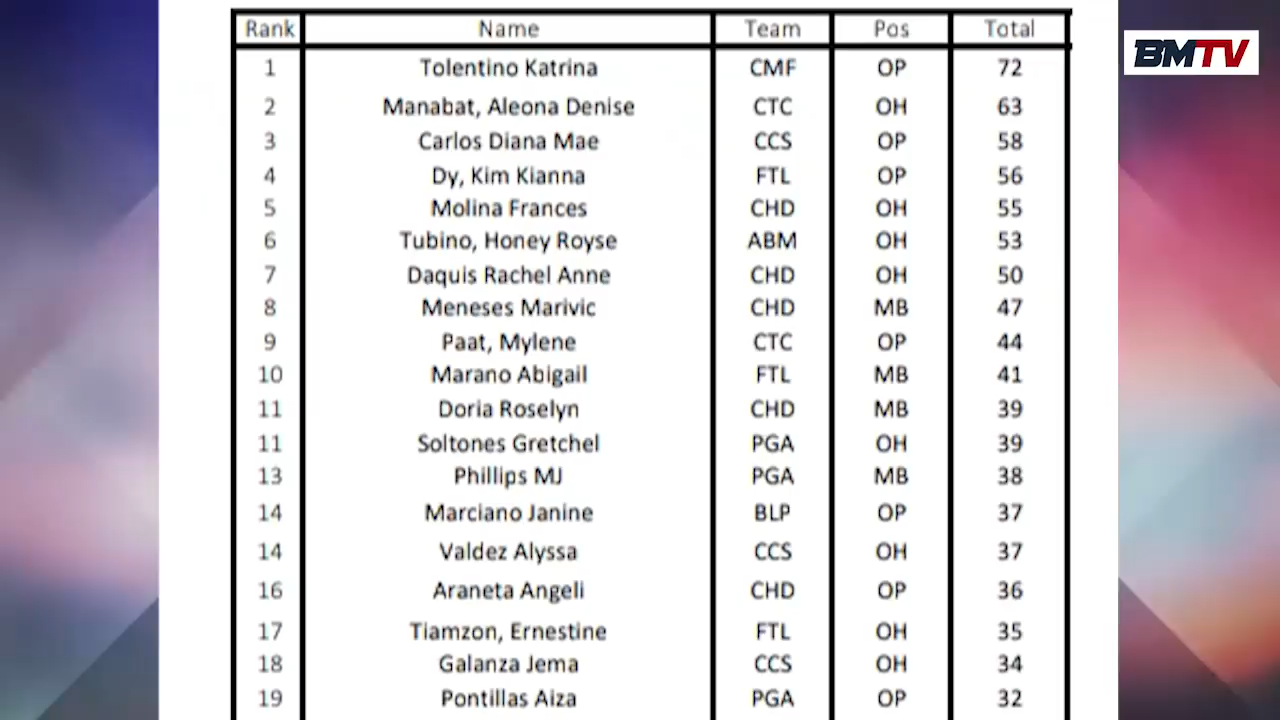 BMTV
Rank Name Team Pos Total
1 Tolentino Katrina CMF OP 72
2 Manabat, Aleona Denise CTC OH 63
3 Carlos Diana Mae CCS OP 58
4 Dy, Kim Kianna FTL OP 56
5 Molina Frances CHD OH 55
6 Tubino, Honey Royse ABM OH 53
7 Daquis Rachel Anne CHD OH 50
8 Meneses Marivic CHD MB 47
9 Paat, Mylene CTC OP 44
10 Marano Abigail FTL MB 41
11 Doria Roselyn CHD MB 39
11 Soltones Gretchel PGA OH 39
13 Phillips MJ PGA MB 38
14 Marciano Janine BLP OP 37
14 Valdez Alyssa CCS OH 37
16 Araneta Angeli CHD OP 36
17 Tiamzon, Ernestine FTL OH 35
18 Galanza Jema CCS OH 34
19 Pontillas Aiza PGA OP 32